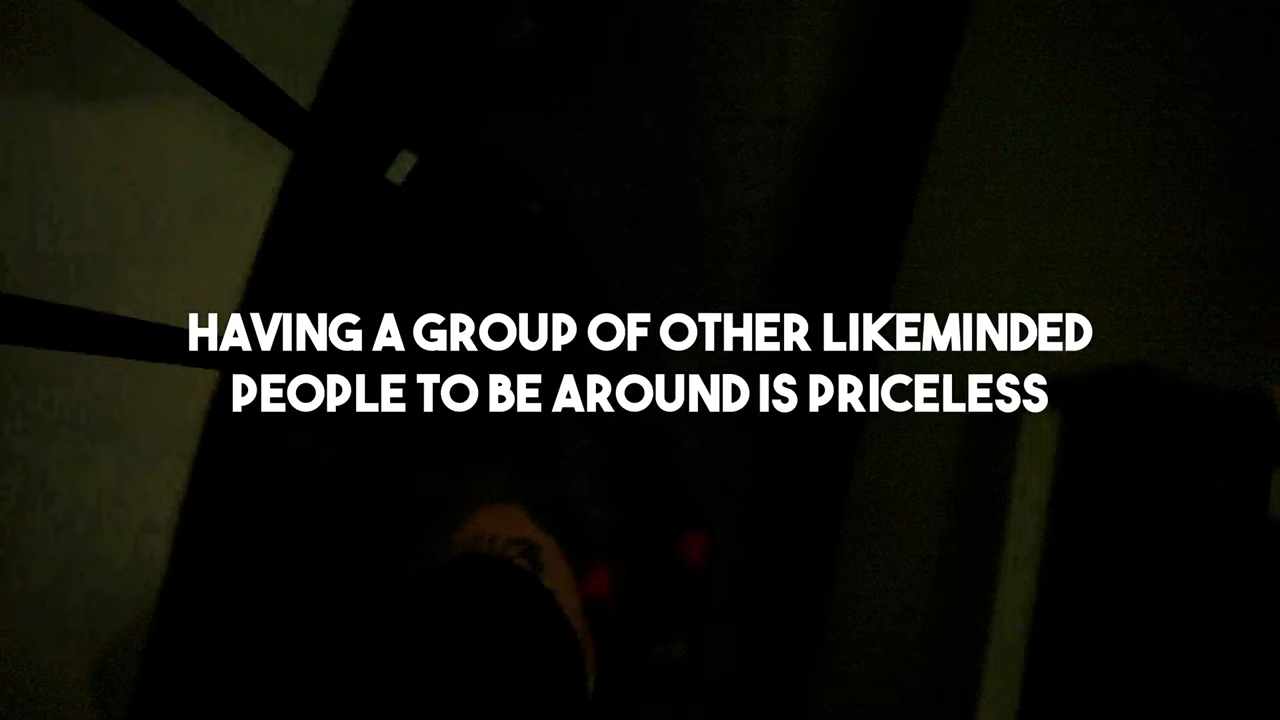 HAVING A GROUP OF OTHER LIKEMINDED
PEOPLE TO BE AROUND IS PRICELESS